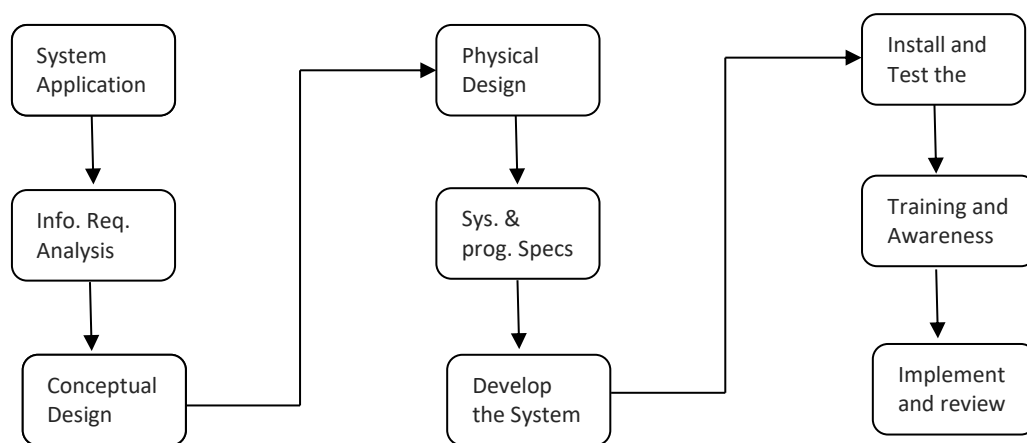 System
Application
Info. Req.
Analysis
Conceptual
Design
Physical
Design
Sys. &
prog. Specs
Develop
the System
Install and
Test the
Training and
Awareness
Implement
and review